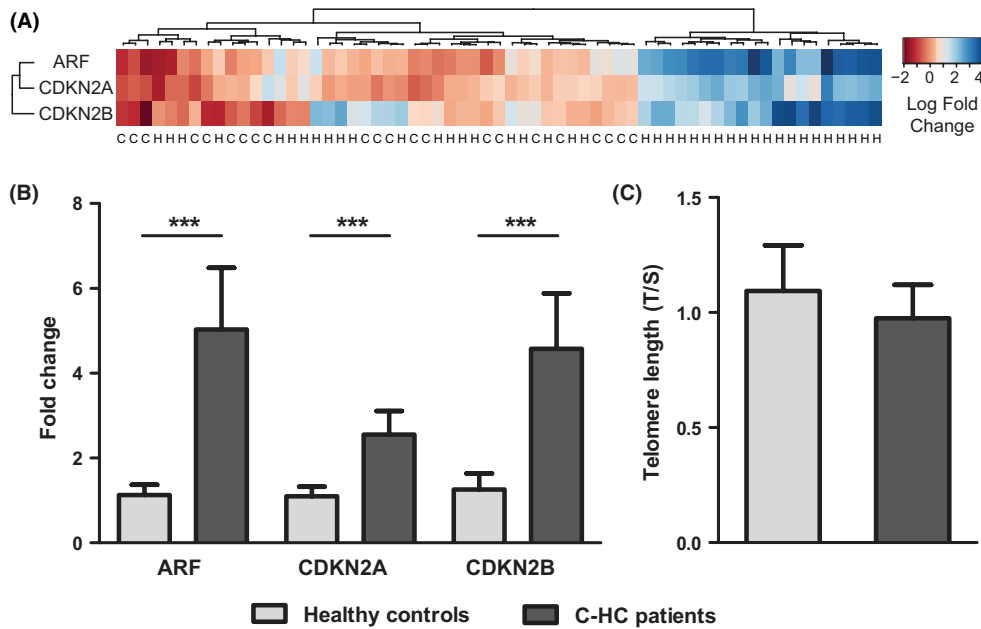 (A)
ARF
CDKN2A
CDKN2B
C C C H H H C C H C C C C H H H H H H C C C H C C H H H H C C H H C H C H H C C C C H H H H H H H H H H H H H H H H H H H
−2 0 2 4
Log Fold
Change
(B)
8
6
4
2
0
Fold change
*** *** ***
ARF CDKN2A CDKN2B
(C)
1.5
1.0
0.5
0.0
Telomere length (T/S)
Healthy controls C-HC patients